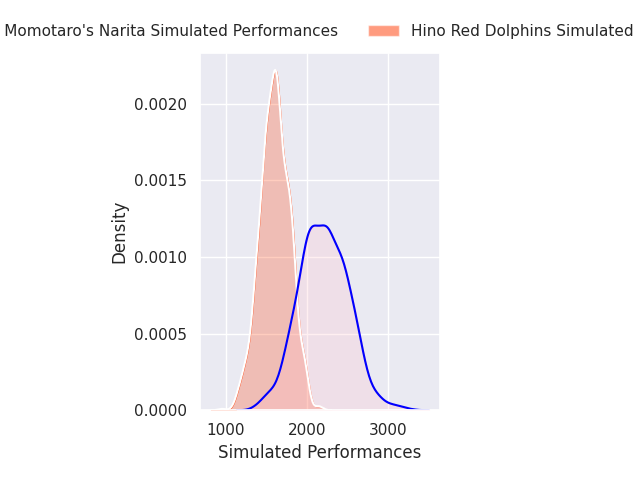 Momotaro's Narita Simulated Performances
Hino Red Dolphins Simulated
0.0020
0.0015
0.0010
0.0005
0.0000
Density
1000 2000 3000
Simulated Performances